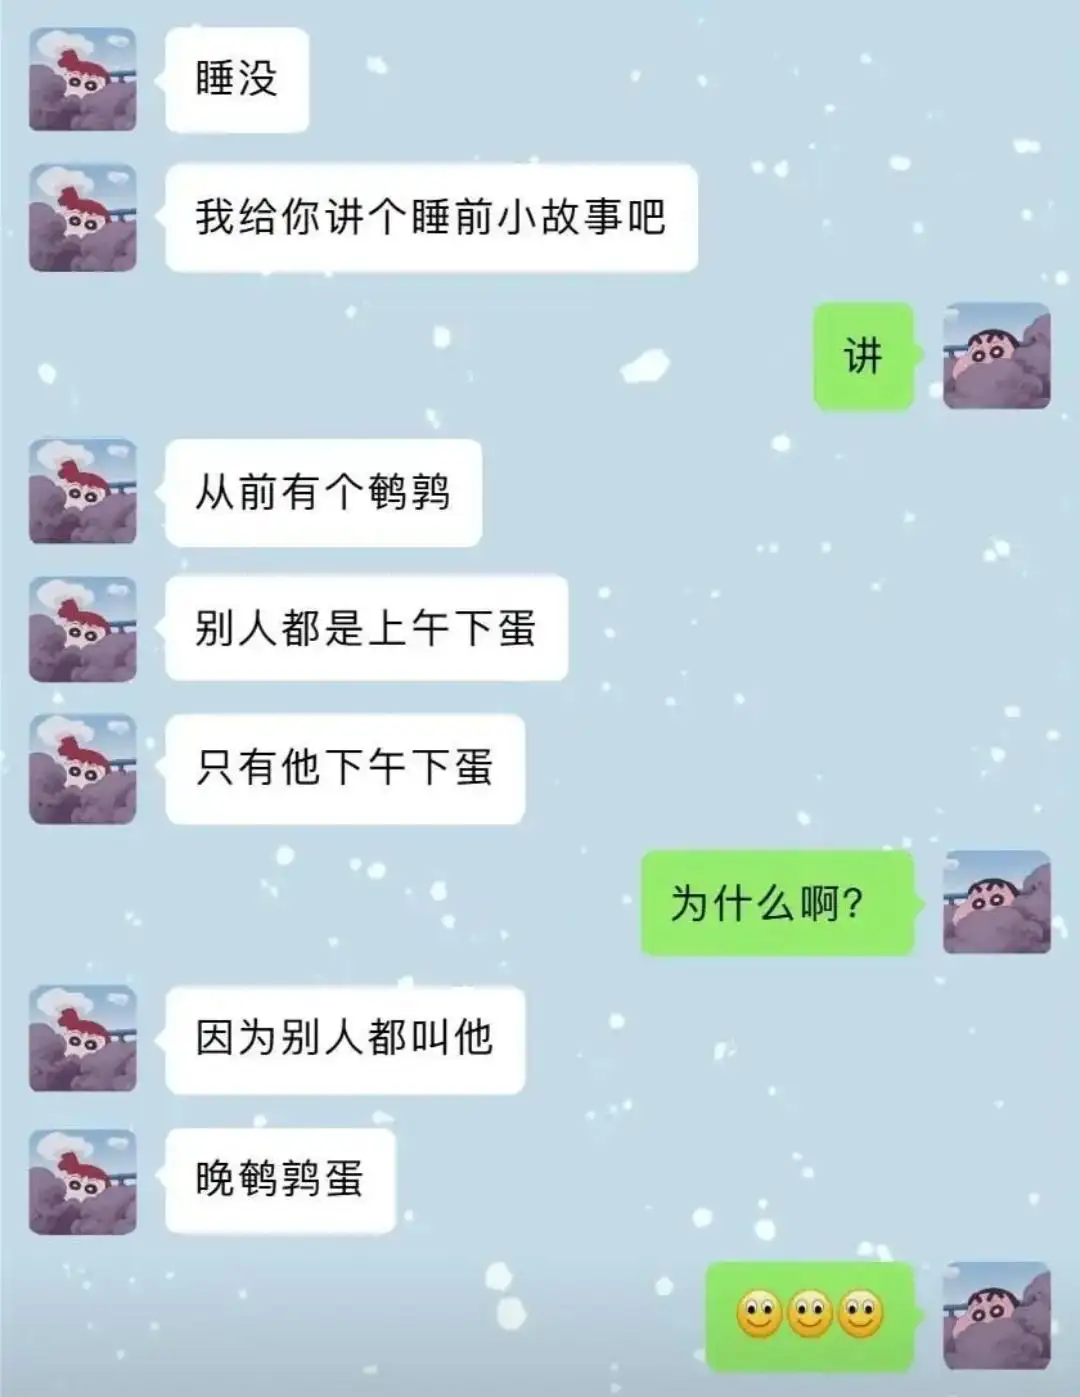 睡没
我给你讲个睡前小故事吧
讲
从前有个鹌鹑
别人都是上午下蛋
只有他下午下蛋
为什么啊?
因为别人都叫他
晚鹌鹑蛋